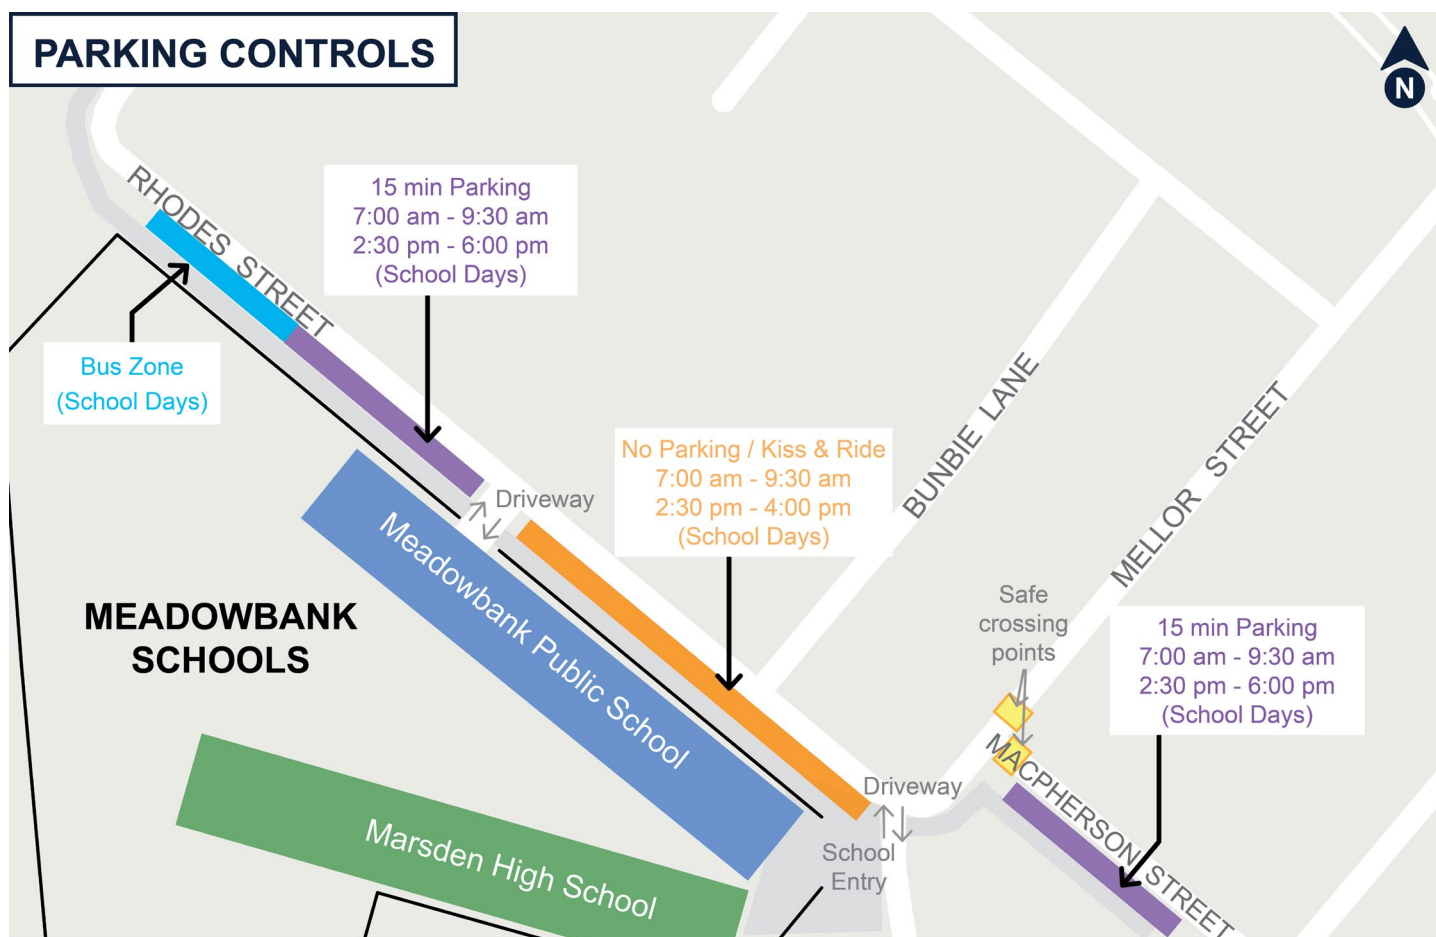 PARKING CONTROLS
N
RHODES STREET
15 min Parking
7:00 am - 9:30 am
2:30 pm - 6:00 pm
(School Days)
Bus Zone
(School Days)
No Parking / Kiss & Ride
7:00 am - 9:30 am
2:30 pm - 4:00 pm
(School Days)
Driveway
BUNBIE LANE
MELLOR STREET
Safe
crossing
points
15 min Parking
7:00 am - 9:30 am
2:30 pm - 6:00 pm
(School Days)
MEADOWBANK
SCHOOLS
Meadowbank Public School
Marsden High School
Driveway
School
Entry
MACPHERSON STREET